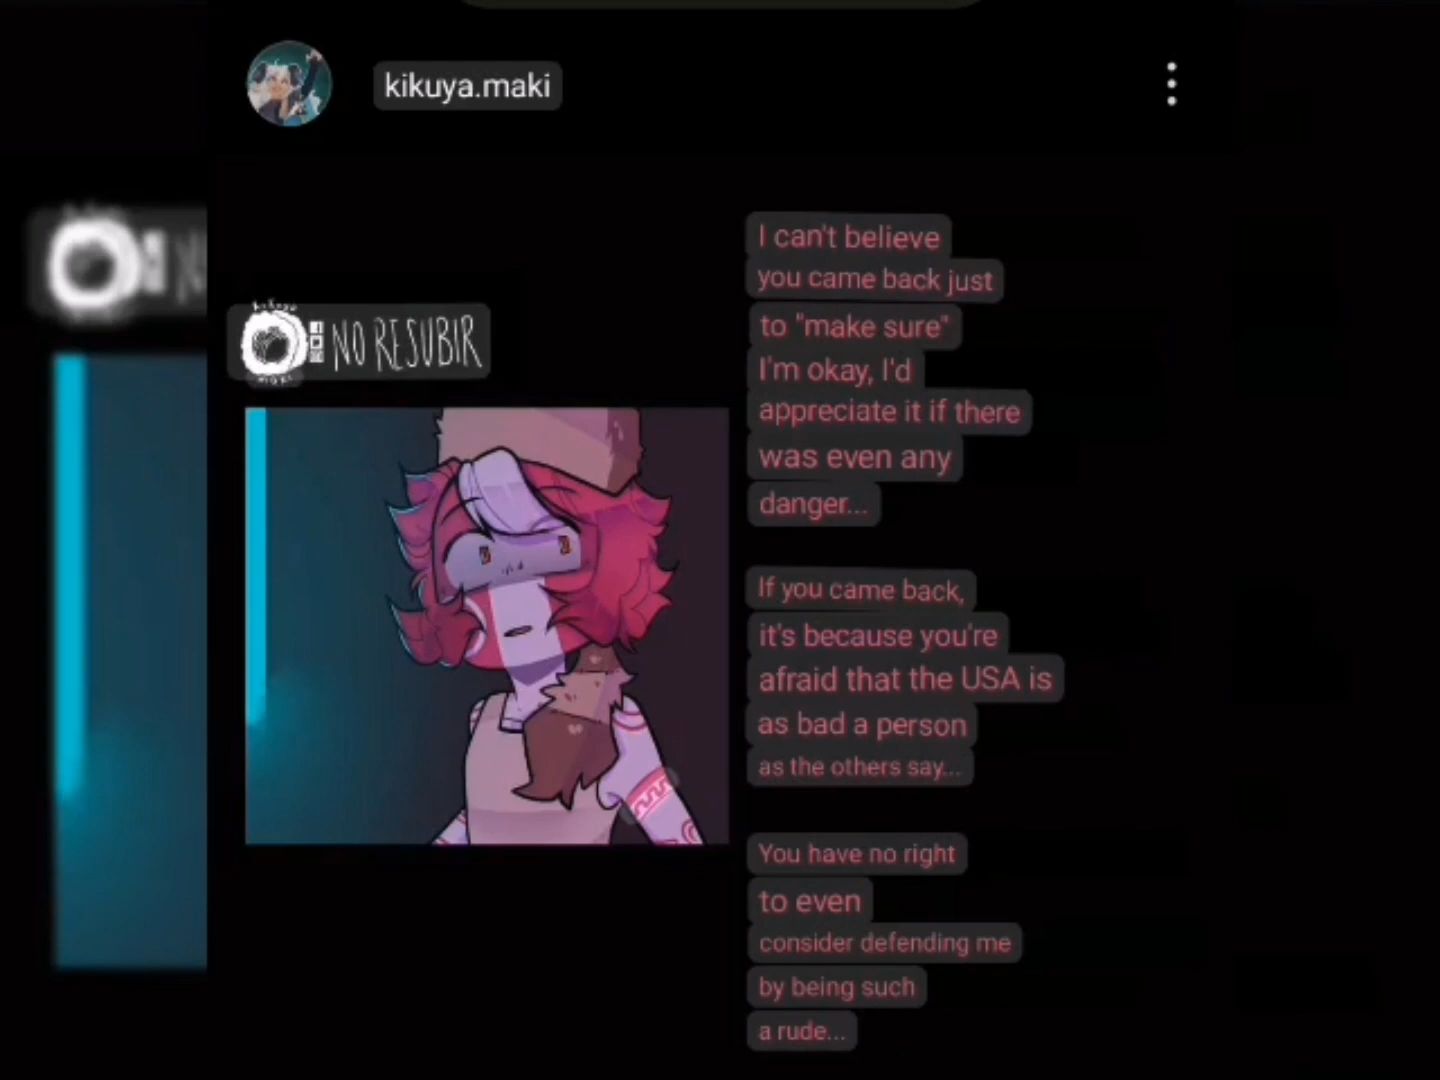 kikuya.maki
KiKuya
MAKI
NO RESUBIR
I can't believe
you came back just
to "make sure"
I'm okay, I'd
appreciate it if there
was even any
danger...
If you came back,
it's because you're
afraid that the USA is
as bad a person
as the others say...
You have no right
to even
consider defending me
by being such
a rude...